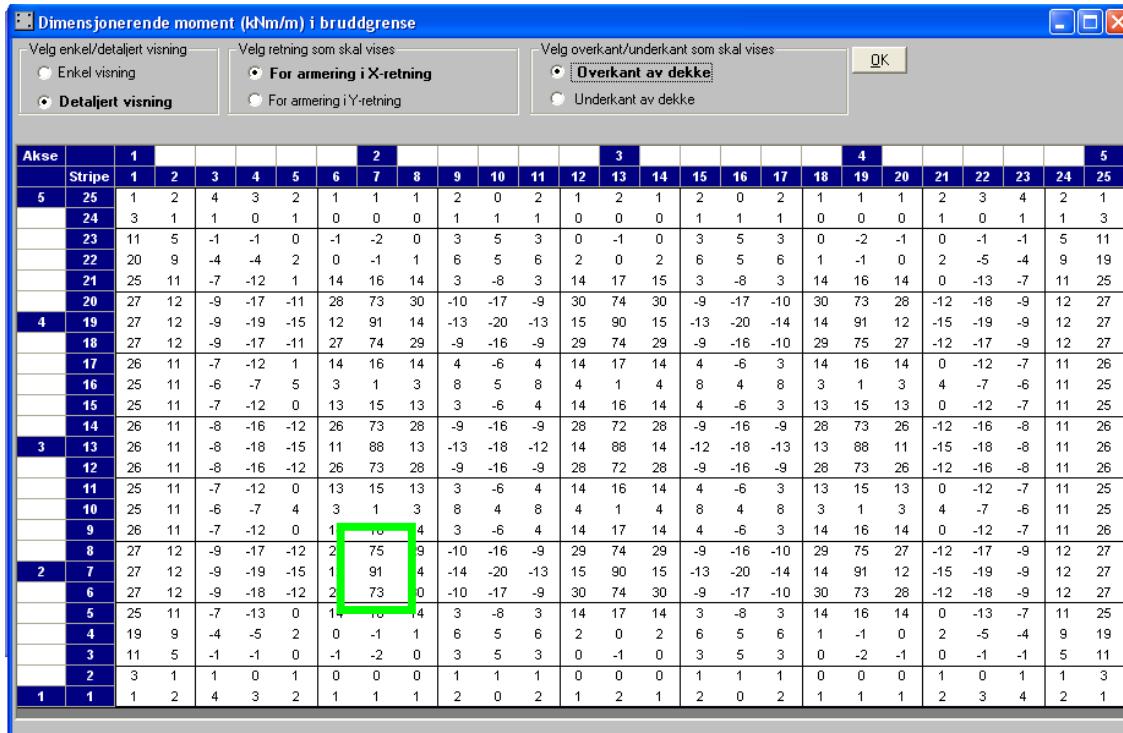 Dimensjonerende moment (kNm/m) i bruddgrense
Velg enkel/detaljert visning
Enkel visning
Detaljert visning
Velg retning som skal vises
For armering i X-retning
For armering i Y-retning
Velg overkant/underkant som skal vises
Overkant av dekke
Underkant av dekke
OK
Akse 1 2 3 4 5
Stripe 1 2 3 4 5 6 7 8 9 10 11 12 13 14 15 16 17 18 19 20 21 22 23 24 25
5 25 1 2 4 3 2 1 1 1 2 0 2 1 2 1 2 0 2 1 1 1 2 3 4 2 1
24 3 1 1 0 1 0 0 0 1 1 1 0 0 0 1 1 1 0 0 0 1 0 1 1 3
23 11 5 -1 -1 0 -1 -2 0 3 5 3 0 -1 0 3 5 3 0 -2 -1 0 -1 -1 5 11
22 20 9 -4 -4 2 0 -1 1 6 5 6 2 0 2 6 5 6 1 -1 0 2 -5 -4 9 19
21 25 11 -7 -12 1 14 16 14 3 -8 3 14 17 15 3 -8 3 14 16 14 0 -13 -7 11 25
20 27 12 -9 -17 -11 28 73 30 -10 -17 -9 30 74 30 -9 -17 -10 30 73 28 -12 -18 -9 12 27
4 19 27 12 -9 -19 -15 12 91 14 -13 -20 -13 15 90 15 -13 -20 -14 14 91 12 -15 -19 -9 12 27
18 27 12 -9 -17 -11 27 74 29 -9 -16 -9 29 74 29 -9 -16 -10 29 75 27 -12 -17 -9 12 27
17 26 11 -7 -12 1 14 16 14 4 -6 4 14 17 14 4 -6 3 14 16 14 0 -12 -7 11 26
16 25 11 -6 -7 5 3 1 3 8 5 8 4 1 4 8 4 8 3 1 3 4 -7 -6 11 25
15 25 11 -7 -12 0 13 15 13 3 -6 4 14 16 14 4 -6 3 13 15 13 0 -12 -7 11 25
14 26 11 -8 -16 -12 26 73 28 -9 -16 -9 28 72 28 -9 -16 -9 28 73 26 -12 -16 -8 11 26
3 13 26 11 -8 -18 -15 11 88 13 -13 -18 -12 14 88 14 -12 -18 -13 13 88 11 -15 -18 -8 11 26
12 26 11 -8 -16 -12 26 73 28 -9 -16 -9 28 72 28 -9 -16 -9 28 73 26 -12 -16 -8 11 26
11 25 11 -7 -12 0 13 15 13 3 -6 4 14 16 14 4 -6 3 13 15 13 0 -12 -7 11 25
10 25 11 -6 -7 4 3 1 3 8 4 8 4 1 4 8 4 8 3 1 3 4 -7 -6 11 25
9 26 11 -7 -12 0 3 -6 4 14 17 14 4 -6 3 14 16 14 0 -12 -7 11 26
8 27 12 -9 -17 -12 75 -10 -16 -9 29 74 29 -9 -16 -10 29 75 27 -12 -17 -9 12 27
2 7 27 12 -9 -19 -15 91 -14 -20 -13 15 90 15 -13 -20 -14 14 91 12 -15 -19 -9 12 27
6 27 12 -9 -18 -12 73 -10 -17 -9 30 74 30 -9 -17 -10 30 73 28 -12 -18 -9 12 27
5 25 11 -7 -13 0 14 14 3 -8 3 14 17 14 3 -8 3 14 16 14 0 -13 -7 11 25
4 19 9 -4 -5 2 0 -1 1 6 5 6 2 0 2 6 5 6 1 -1 0 2 -5 -4 9 19
3 11 5 -1 -1 0 -1 -2 0 3 5 3 0 -1 0 3 5 3 0 -2 -1 0 -1 -1 5 11
2 3 1 1 0 1 0 0 0 1 1 1 0 0 0 1 1 1 0 0 0 1 0 1 1 3
1 1 1 2 4 3 2 1 1 1 2 0 2 1 2 1 2 0 2 1 1 1 2 3 4 2 1